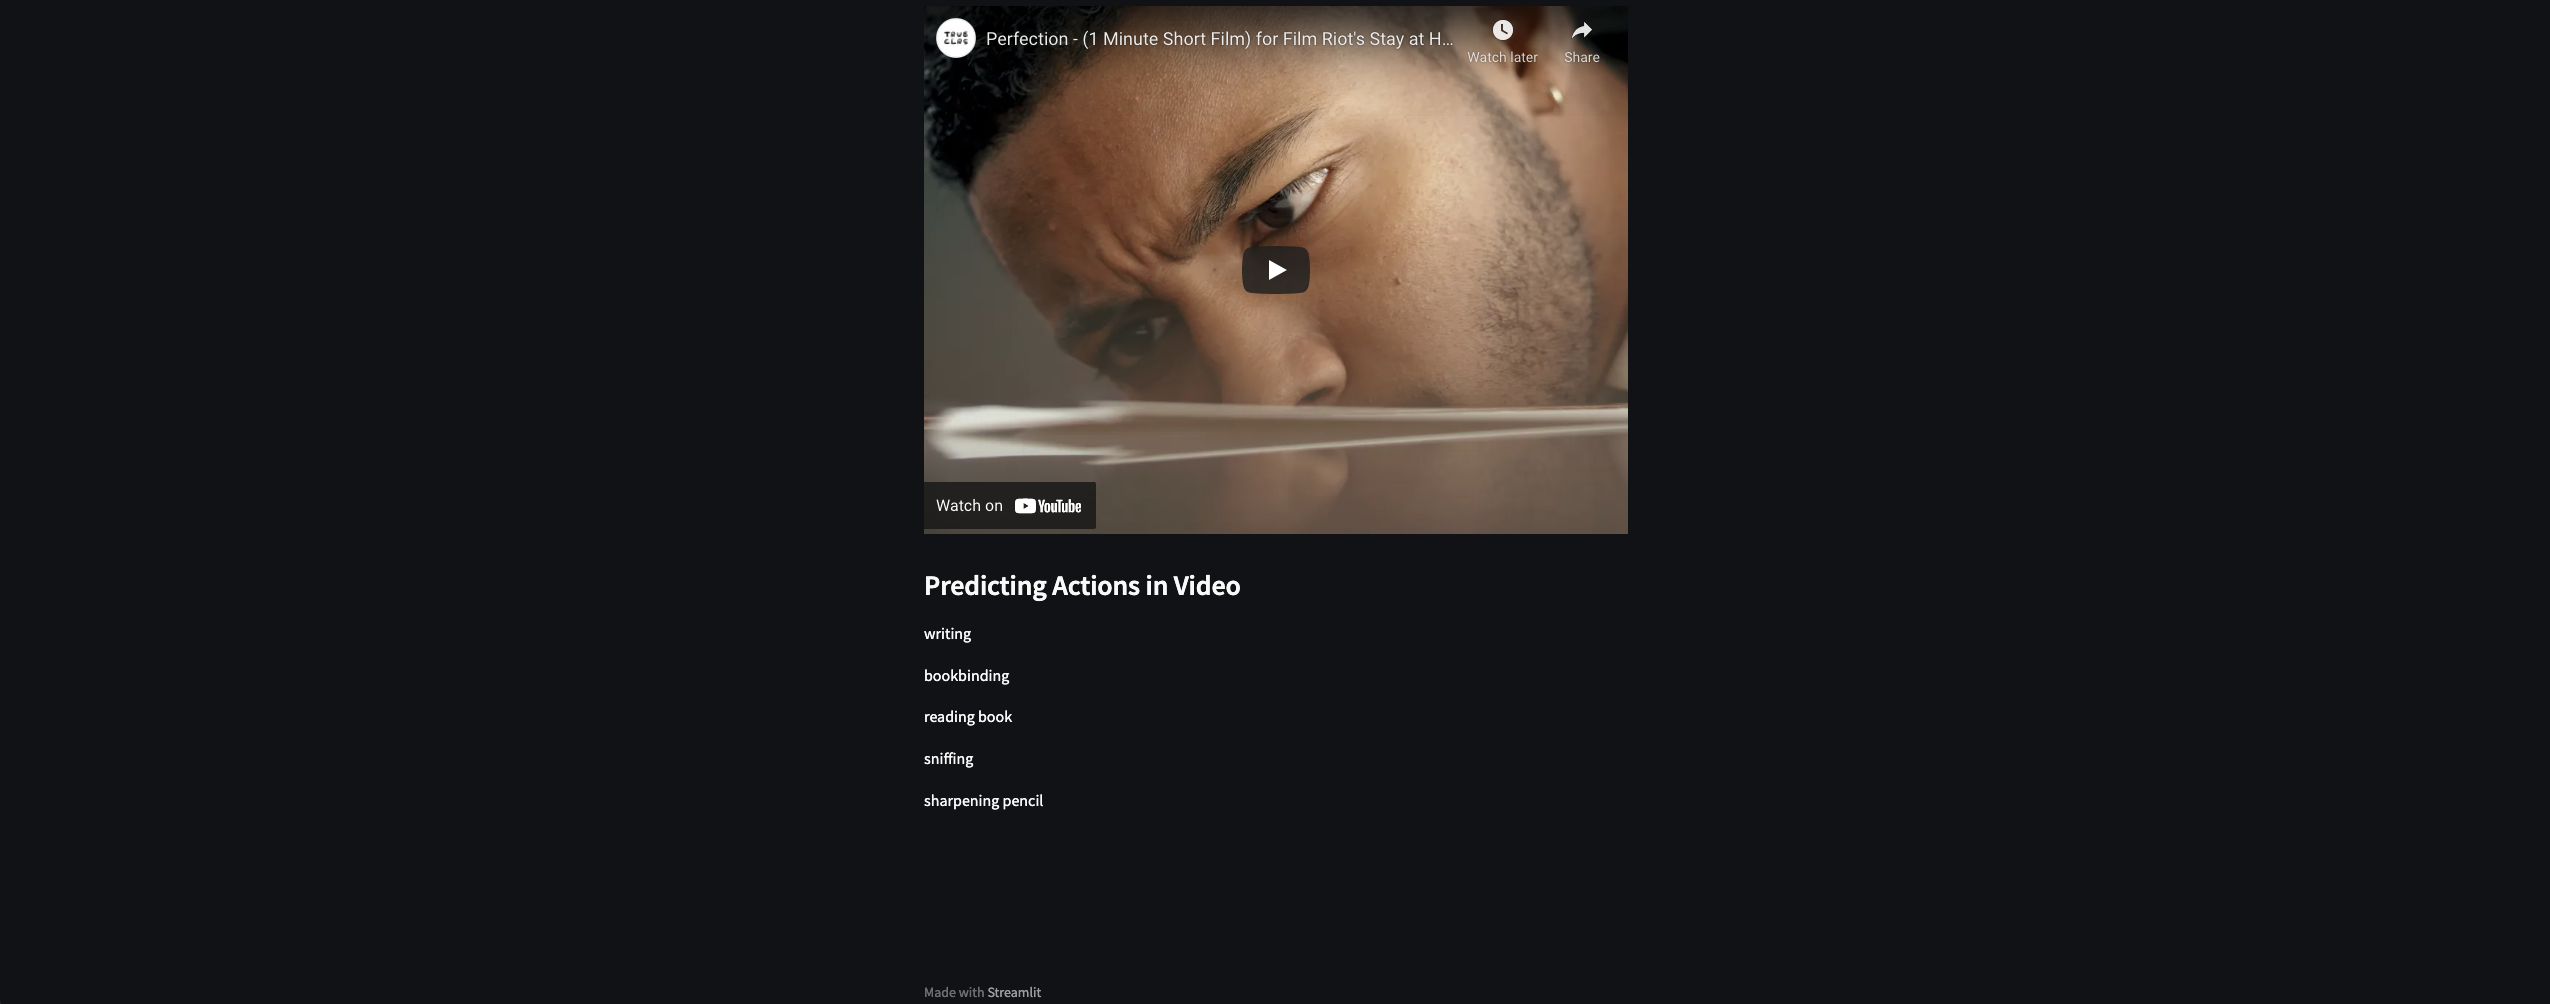 TRUE
CLRS
Perfection - (1 Minute Short Film) for Film Riot's Stay at H...
Watch later
Share
Watch on YouTube
Predicting Actions in Video
writing
bookbinding
reading book
sniffing
sharpening pencil
Made with Streamlit